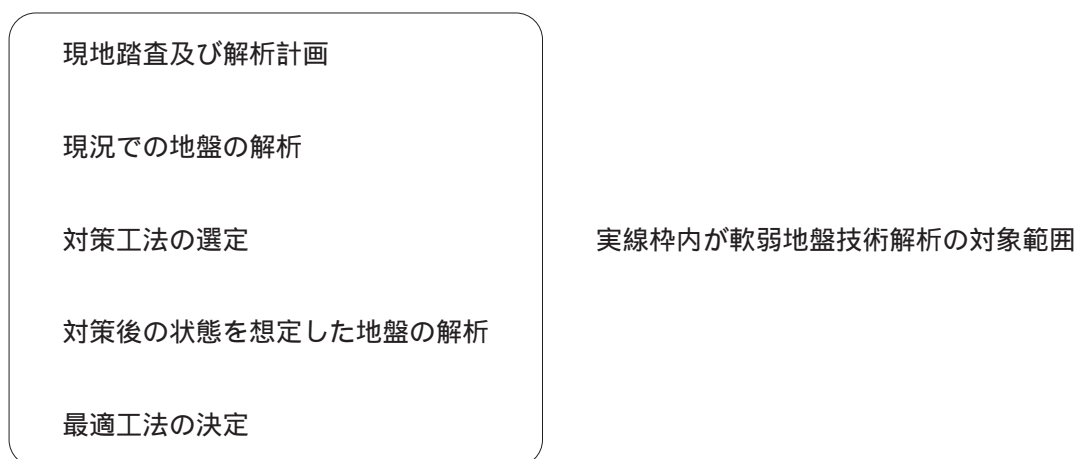 現地踏査及び解析計画
現況での地盤の解析
対策工法の選定
実線枠内が軟弱地盤技術解析の対象範囲
対策後の状態を想定した地盤の解析
最適工法の決定